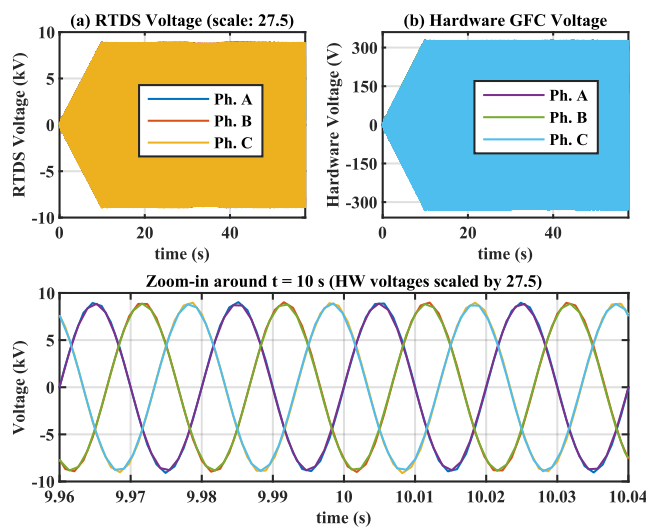 (a) RTDS Voltage (scale: 27.5)
RTDS Voltage (kV)
10
5
0
-5
-10
Ph. A
Ph. B
Ph. C
0
20
40
time (s)
(b) Hardware GFC Voltage
Hardware Voltage (V)
300
150
0
-150
-300
Ph. A
Ph. B
Ph. C
0
20
40
time (s)
Zoom-in around t = 10 s (HW voltages scaled by 27.5)
Voltage (kV)
10
5
0
-5
-10
9.96
9.97
9.98
9.99
10
10.01
10.02
10.03
10.04
time (s)